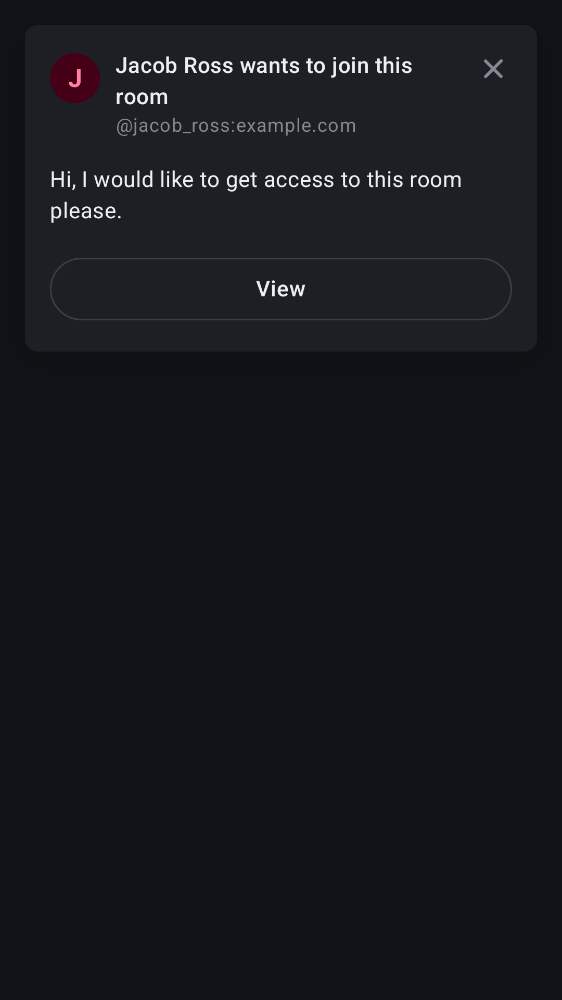 J
Jacob Ross wants to join this
room
@jacob_ross:example.com
Hi, I would like to get access to this room
please.
View